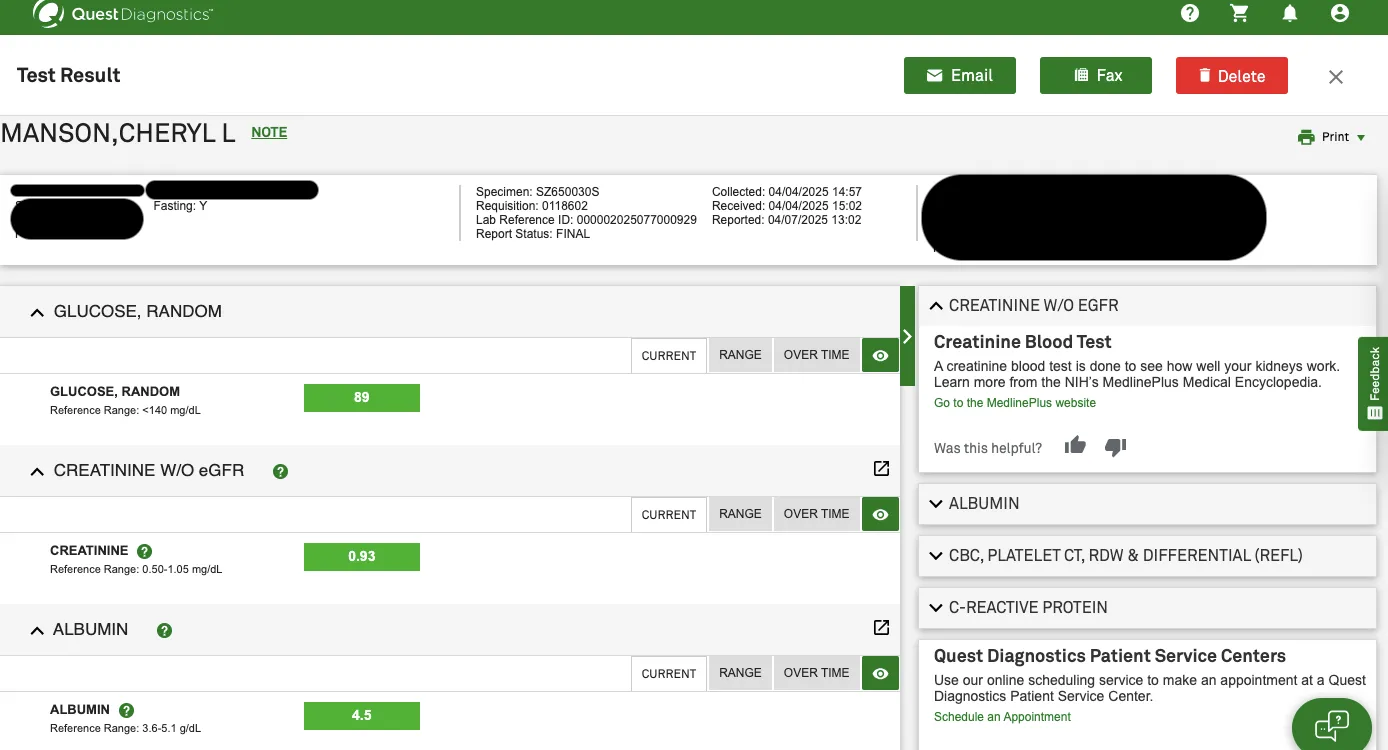 QuestDiagnostics™
Test Result
Email
Fax
Delete
MANSON,CHERYL L NOTE
Print
Fasting: Y
Specimen: SZ650030S
Requisition: 0118602
Lab Reference ID: 000002025077000929
Report Status: FINAL
Collected: 04/04/2025 14:57
Received: 04/04/2025 15:02
Reported: 04/07/2025 13:02
GLUCOSE, RANDOM
CURRENT RANGE OVER TIME
GLUCOSE, RANDOM
Reference Range: <140 mg/dL
89
CREATININE W/O eGFR ?
CURRENT RANGE OVER TIME
CREATININE ?
Reference Range: 0.50-1.05 mg/dL
0.93
ALBUMIN ?
CURRENT RANGE OVER TIME
ALBUMIN ?
Reference Range: 3.6-5.1 g/dL
4.5
CREATININE W/O EGFR
Creatinine Blood Test
A creatinine blood test is done to see how well your kidneys work.
Learn more from the NIH's MedlinePlus Medical Encyclopedia.
Go to the MedlinePlus website
Was this helpful?
ALBUMIN
CBC, PLATELET CT, RDW & DIFFERENTIAL (REFL)
C-REACTIVE PROTEIN
Quest Diagnostics Patient Service Centers
Use our online scheduling service to make an appointment at a Quest
Diagnostics Patient Service Center.
Schedule an Appointment
Feedback